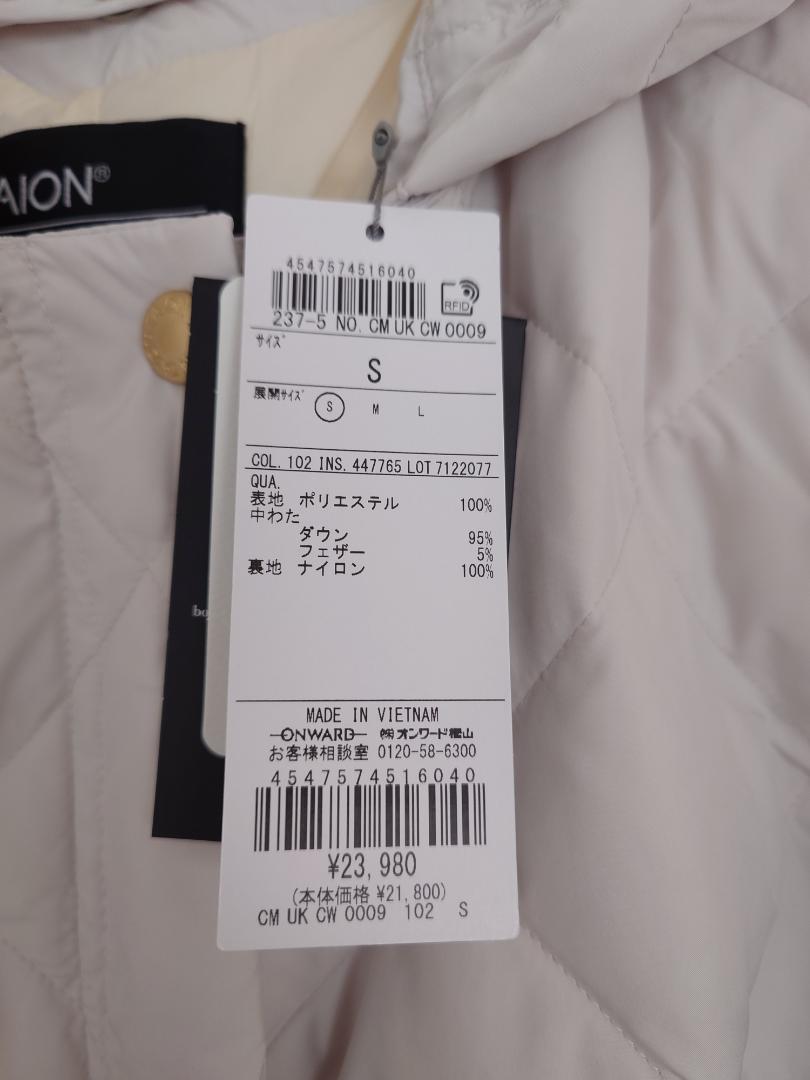 AION®
4547574516040
RFID
237-5 NO. CM UK CW 0009
サイズ
S
展開サイズ S M L
COL. 102 INS. 447765 LOT 7122077
QUA.
表地 ポリエステル 100%
中わた
ダウン 95%
フェザー 5%
裏地 ナイロン 100%
MADE IN VIETNAM
ONWARD ㈱オンワード樫山
お客様相談室 0120-58-6300
4547574516040
¥23,980
(本体価格 ¥21,800)
CM UK CW 0009 102 S